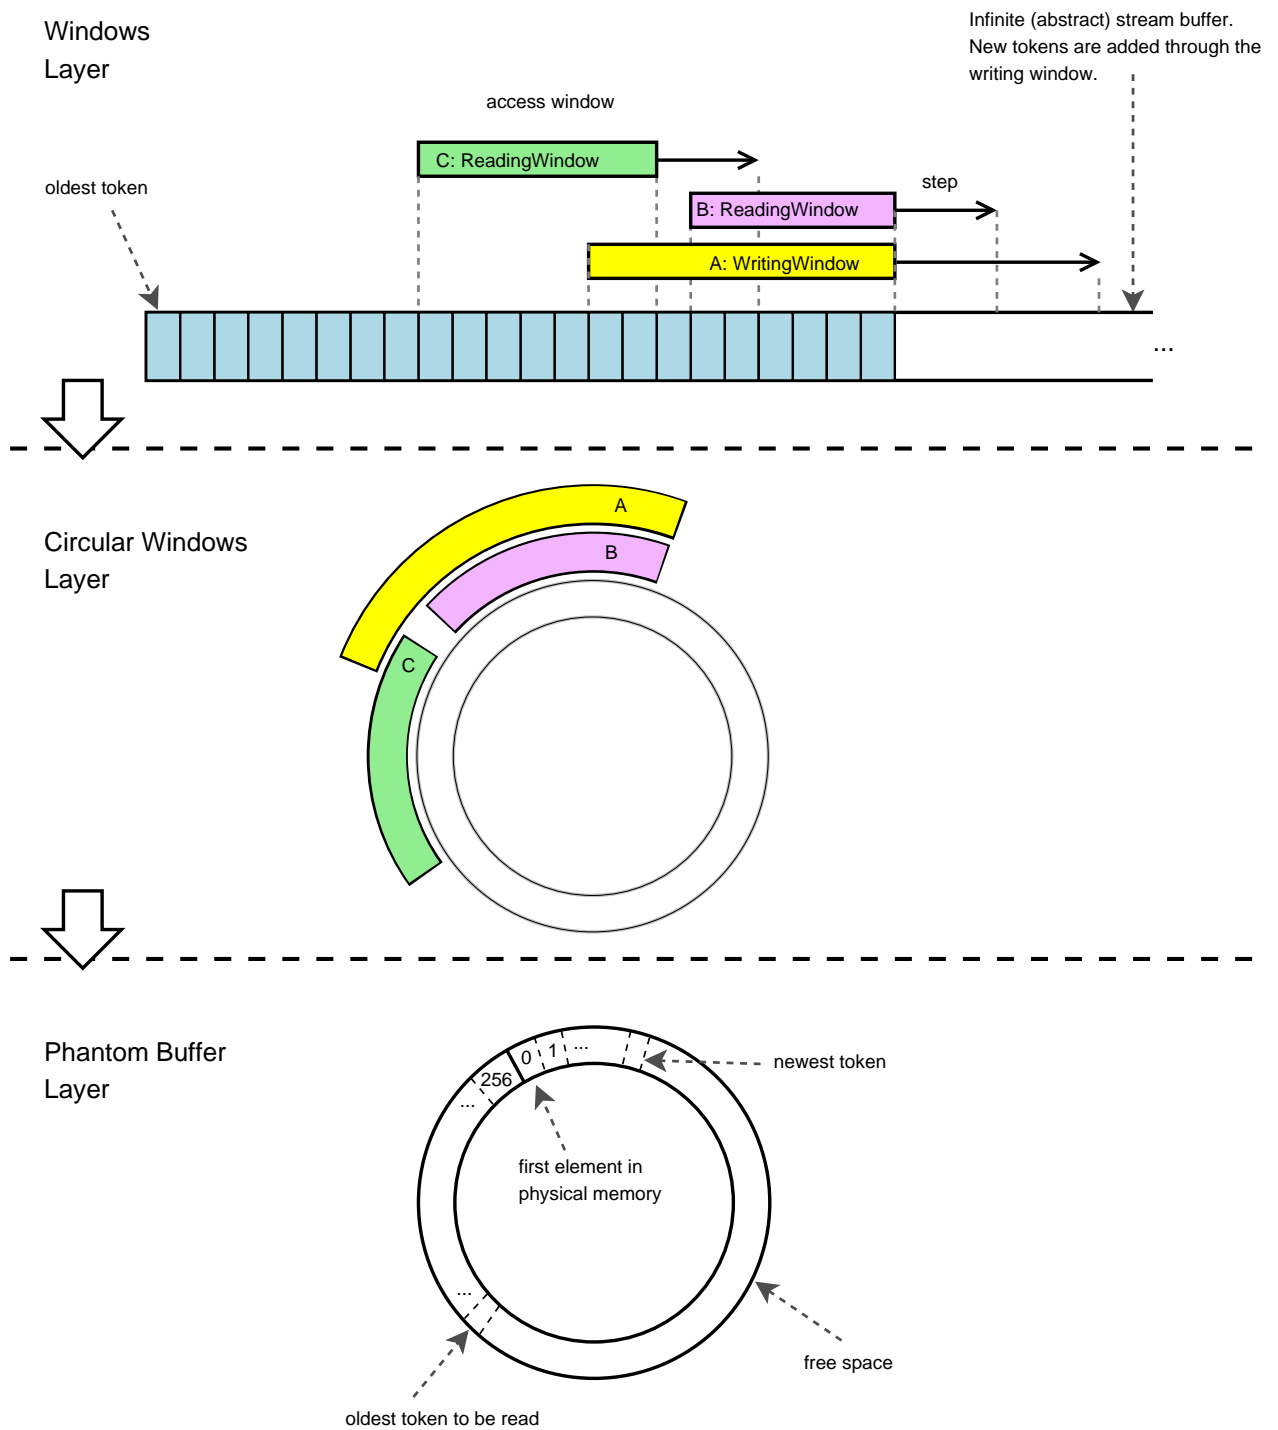 Windows
Layer
Infinite (abstract) stream buffer.
New tokens are added through the
writing window.
access window
C: ReadingWindow
oldest token
step
B: ReadingWindow
A: WritingWindow
...
A
B
Circular Windows
Layer
C
Phantom Buffer
Layer
0
1
...
256
...
newest token
first element in
physical memory
...
free space
oldest token to be read